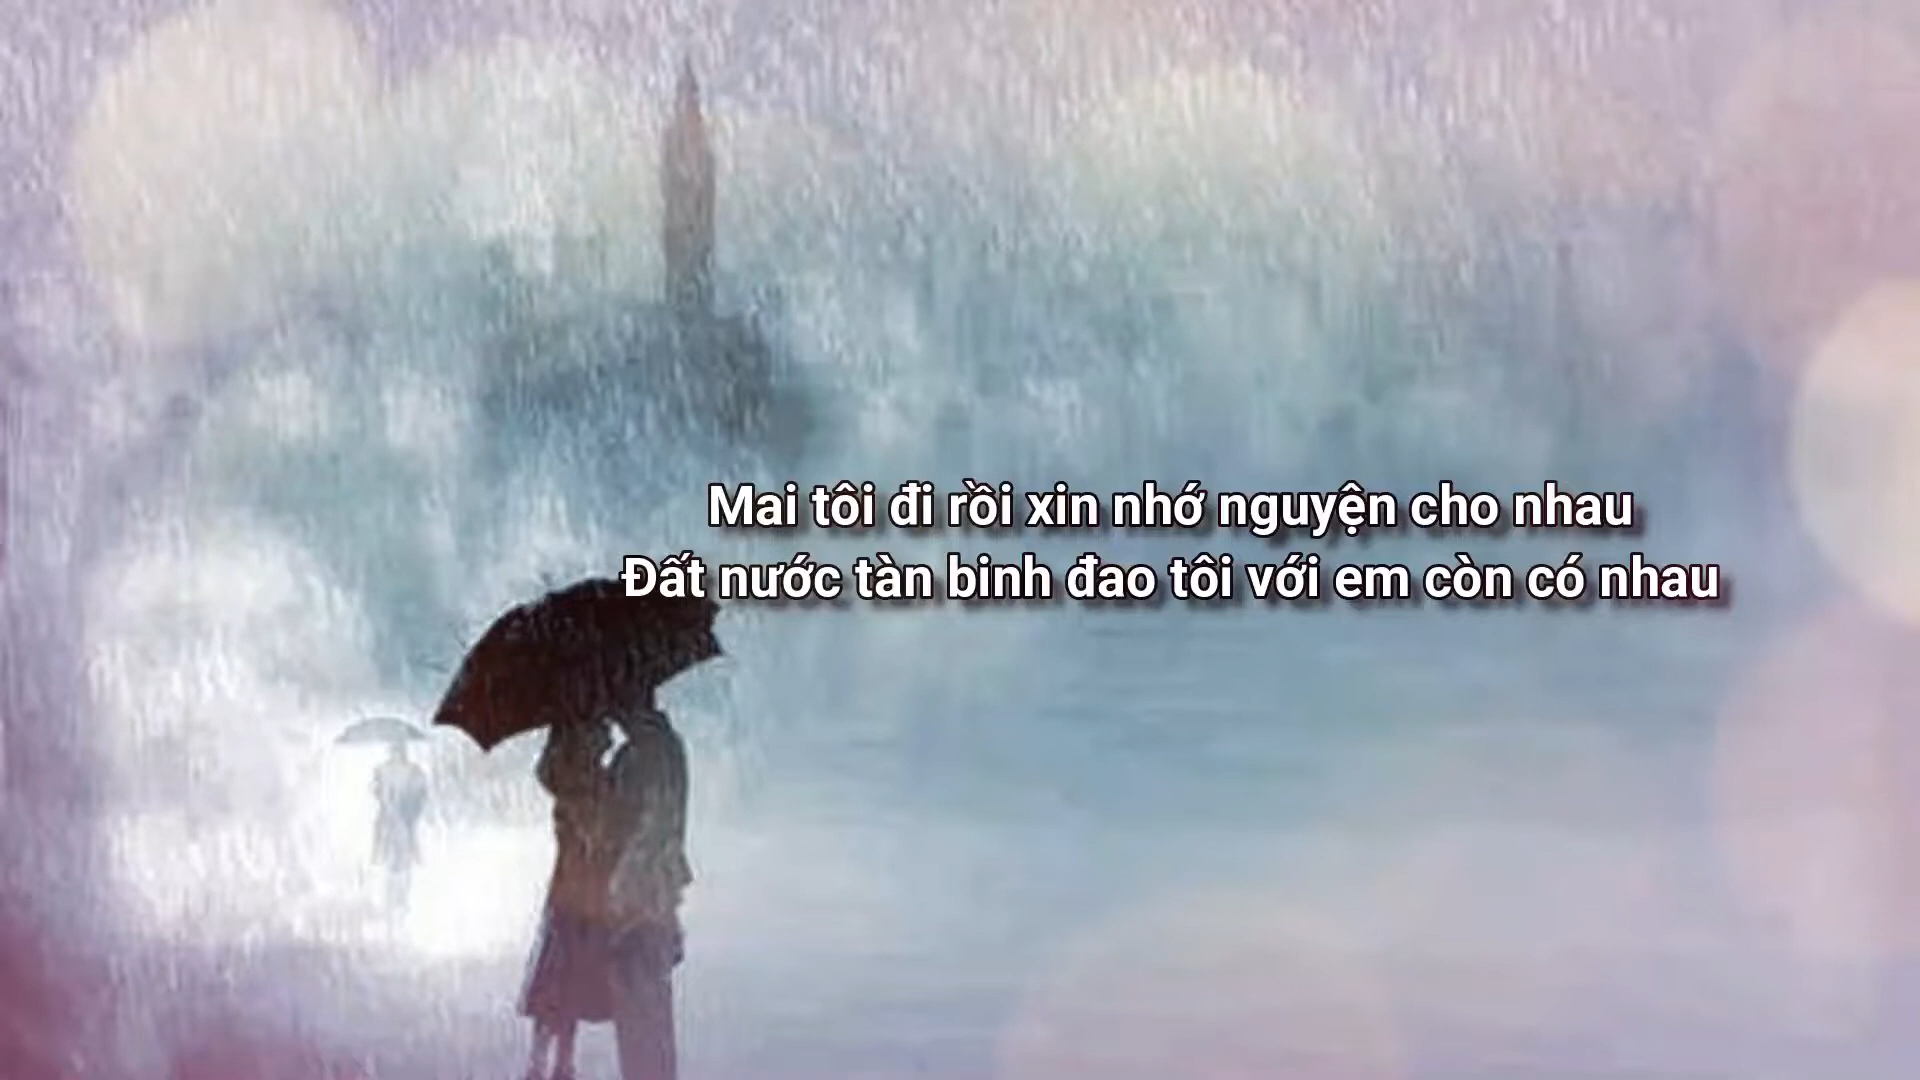 Mai tôi đi rồi xin nhớ nguyện cho nhau
Đất nước tàn binh đao tôi với em còn có nhau